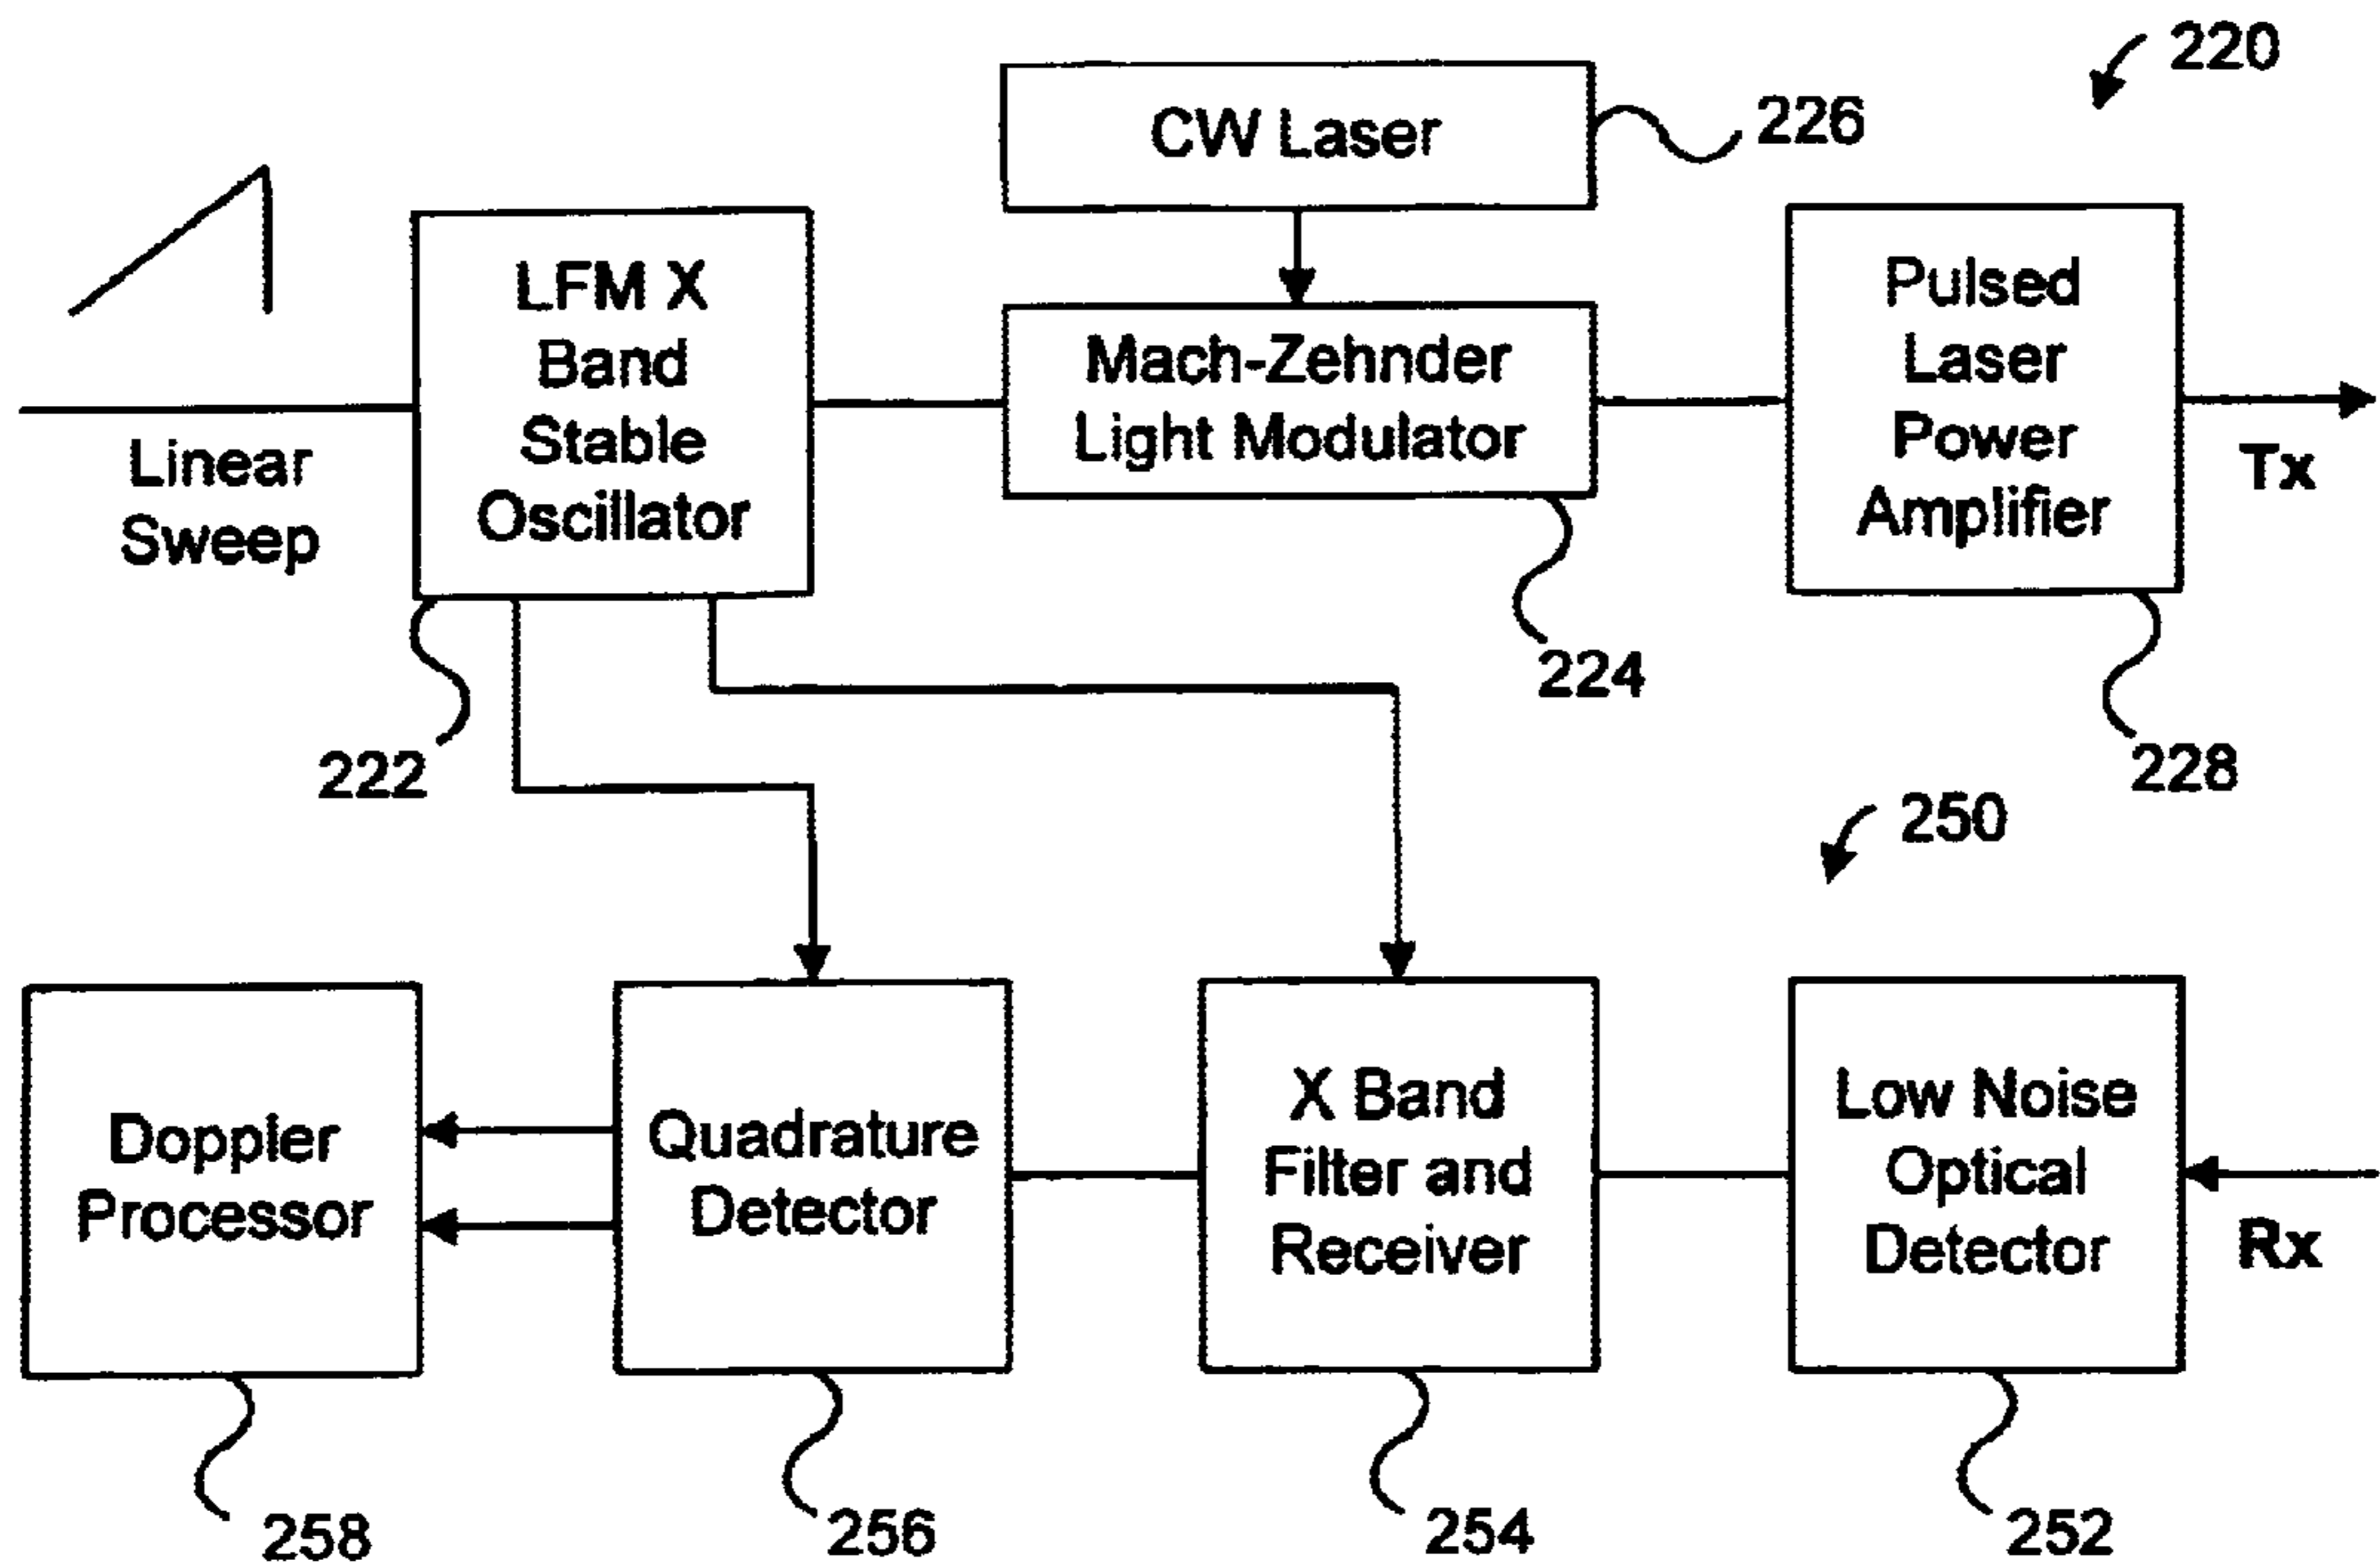 220
CW Laser
226
LFM X
Band
Stable
Oscillator
Mach-Zehnder
Light Modulator
Pulsed
Laser
Power
Amplifier
Linear
Sweep
Tx
224
222
228
250
Doppler
Processor
Quadrature
Detector
X Band
Filter and
Receiver
Low Noise
Optical
Detector
Rx
258
256
254
252